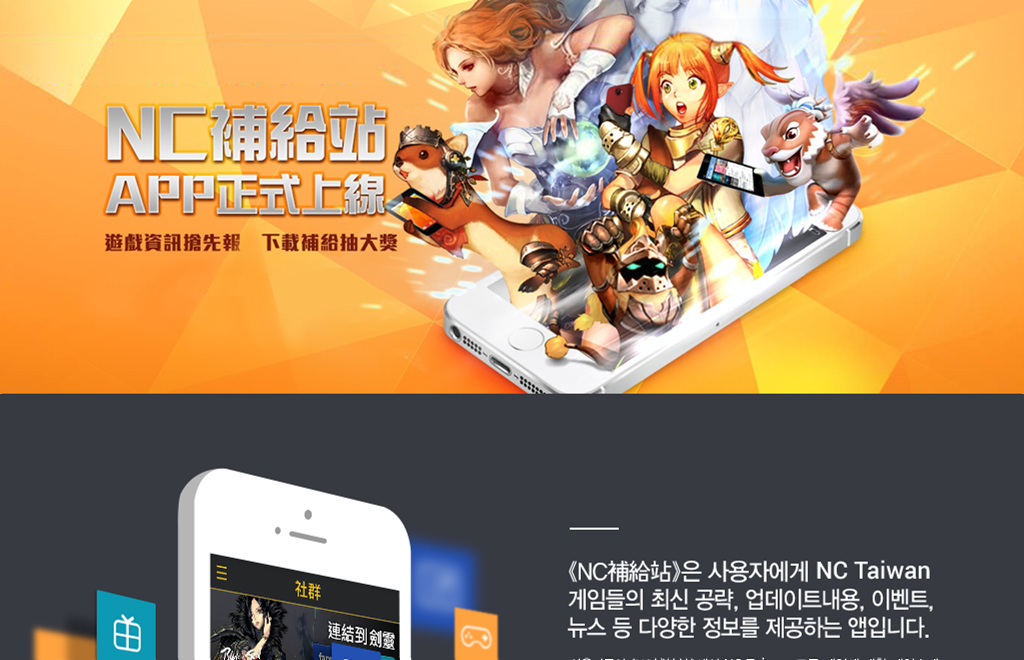 NC補給站
APP正式上線
遊戲資訊搶先報 下載補給抽大獎
社群
連結到 劍靈
《NC補給站》은 사용자에게 NC Taiwan
게임들의 최신 공략, 업데이트내용, 이벤트,
뉴스 등 다양한 정보를 제공하는 앱입니다.